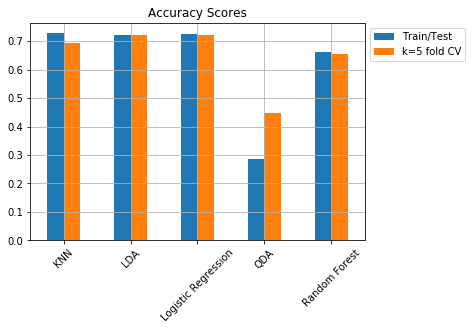 Accuracy Scores
Train/Test
k=5 fold CV
0.7
0.6
0.5
0.4
0.3
0.2
0.1
0.0
KNN
LDA
Logistic Regression
QDA
Random Forest